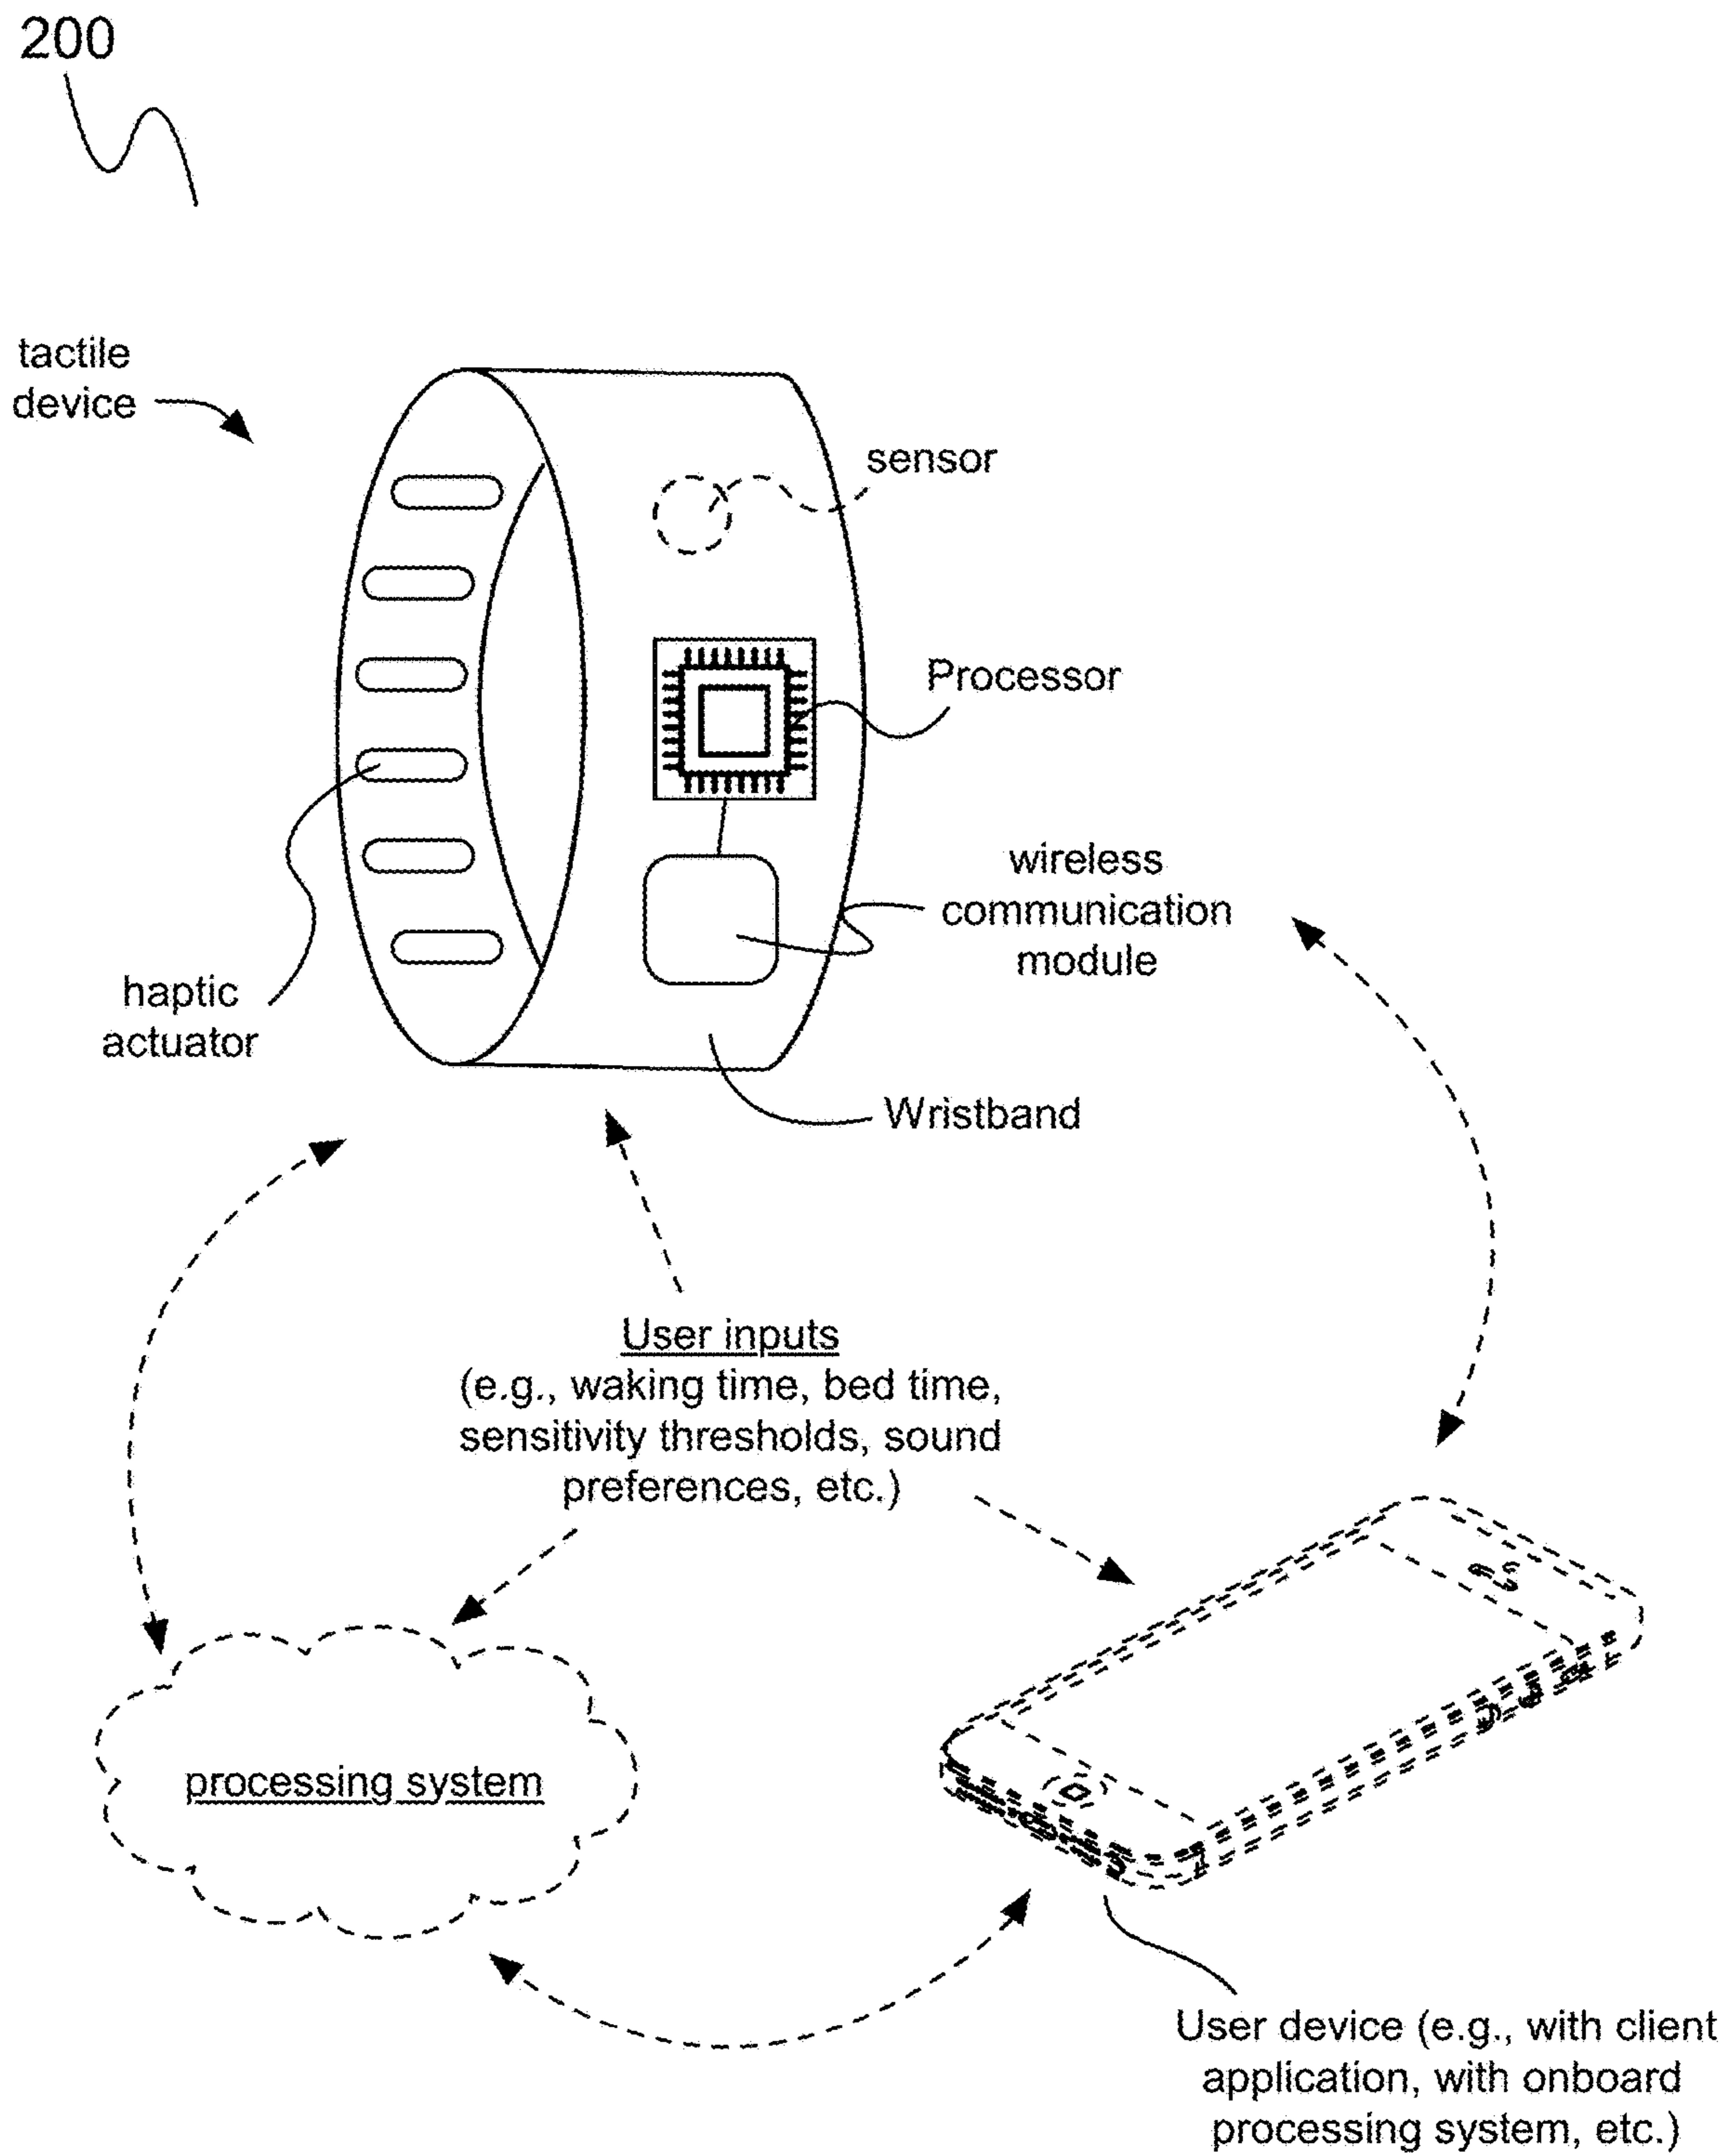 200
tactile
device
sensor
Processor
wireless
communication
module
haptic
actuator
Wristband
User inputs
(e.g., waking time, bed time,
sensitivity thresholds, sound
preferences, etc.)
processing system
User device (e.g., with client
application, with onboard
processing system, etc.)